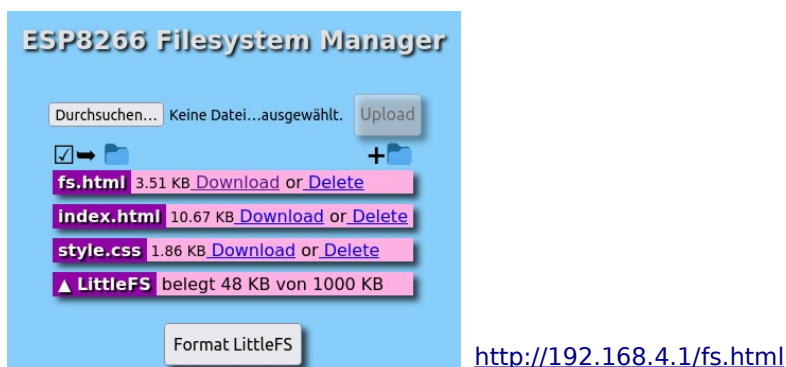 ESP8266 Filesystem Manager
Durchsuchen... Keine Datei...ausgewählt. Upload
fs.html 3.51 KB Download or Delete
index.html 10.67 KB Download or Delete
style.css 1.86 KB Download or Delete
▲ LittleFS belegt 48 KB von 1000 KB
Format LittleFS
http://192.168.4.1/fs.html